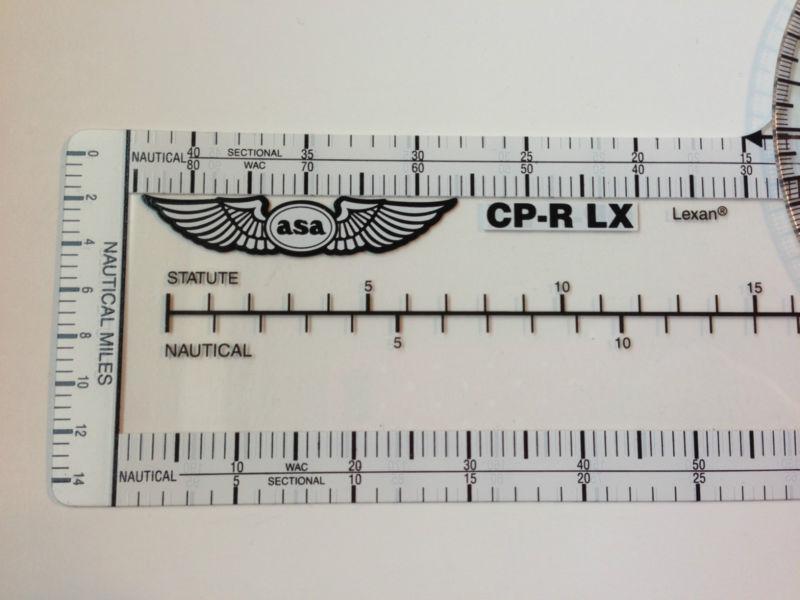 40 SECTIONAL 35 30 25 20 15
NAUTICAL
80 WAC 70 60 50 40 30
asa
CP-R LX
Lexan®
0 2 4 6 8 10 12 14
NAUTICAL MILES
STATUTE 5 10 15
NAUTICAL 5 10
10 WAC 20 30 40 50
NAUTICAL
5 SECTIONAL 10 15 20 25